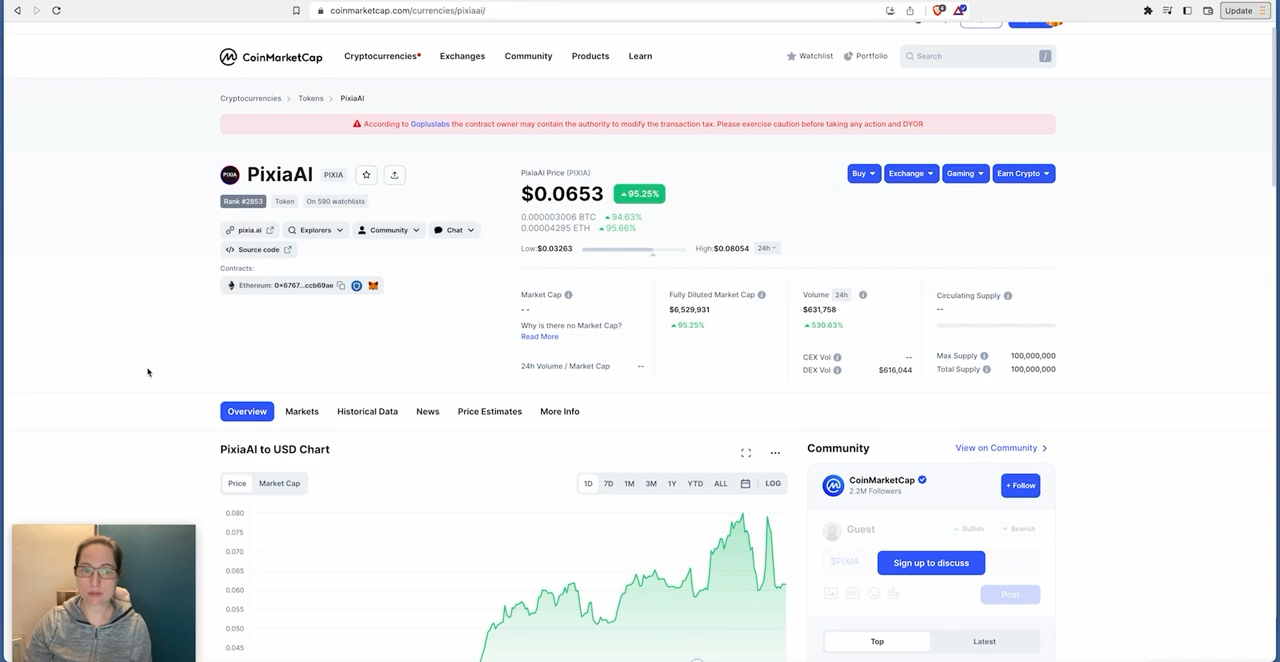 coinmarketcap.com/currencies/pixiaai/
Update
CoinMarketCap
Cryptocurrencies
Exchanges
Community
Products
Learn
Watchlist
Portfolio
Search
/
Cryptocurrencies > Tokens > PixiaAI
According to Gopluslabs the contract owner may contain the authority to modify the transaction tax. Please exercise caution before taking any action and DYOR
PIXIA
PixiaAI PIXIA
Rank #2853
Token
On 590 watchlists
pixia.ai
Explorers
Community
Chat
Source code
Contracts:
Ethereum: 0x6767...ccb69ae
PixiaAI Price (PIXIA)
$0.0653
95.25%
0.000003006 BTC 94.63%
0.00004295 ETH 95.66%
Low:$0.03263
High:$0.08054
24h
Buy
Exchange
Gaming
Earn Crypto
Market Cap
--
Why is there no Market Cap?
Read More
24h Volume / Market Cap --
Fully Diluted Market Cap
$6,529,931
95.25%
Volume 24h
$631,758
530.63%
CEX Vol --
DEX Vol $616,044
Circulating Supply
--
Max Supply 100,000,000
Total Supply 100,000,000
Overview
Markets
Historical Data
News
Price Estimates
More Info
PixiaAI to USD Chart
Price
Market Cap
1D
7D
1M
3M
1Y
YTD
ALL
LOG
0.080
0.075
0.070
0.065
0.060
0.055
0.050
0.045
Community
View on Community
CoinMarketCap
2.2M Followers
+ Follow
Guest
Bullish
Bearish
$PIXIA
Sign up to discuss
Post
Top
Latest